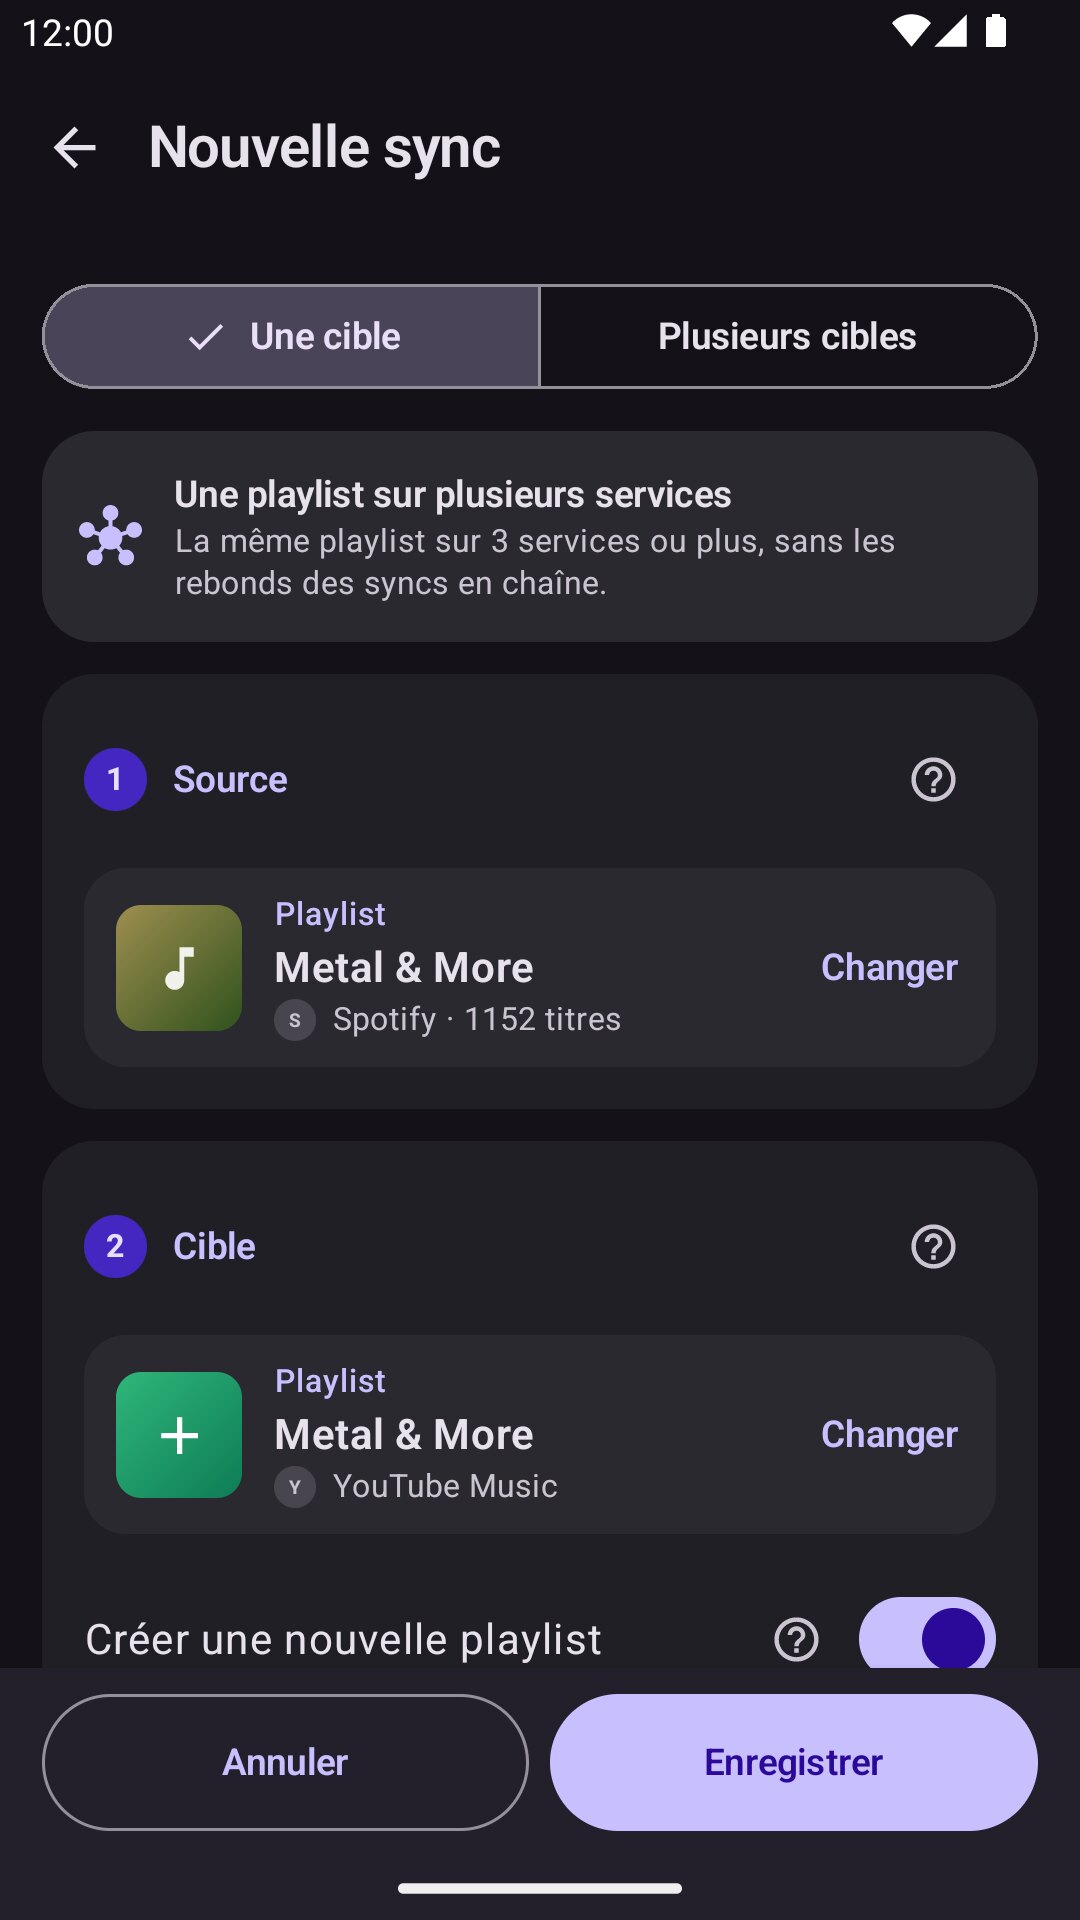 12:00
Nouvelle sync
Une cible
Plusieurs cibles
Une playlist sur plusieurs services
La même playlist sur 3 services ou plus, sans les
rebonds des syncs en chaîne.
1 Source
Playlist
Metal & More
Changer
S Spotify · 1152 titres
2 Cible
Playlist
Metal & More
Changer
Y YouTube Music
Créer une nouvelle playlist
Annuler
Enregistrer